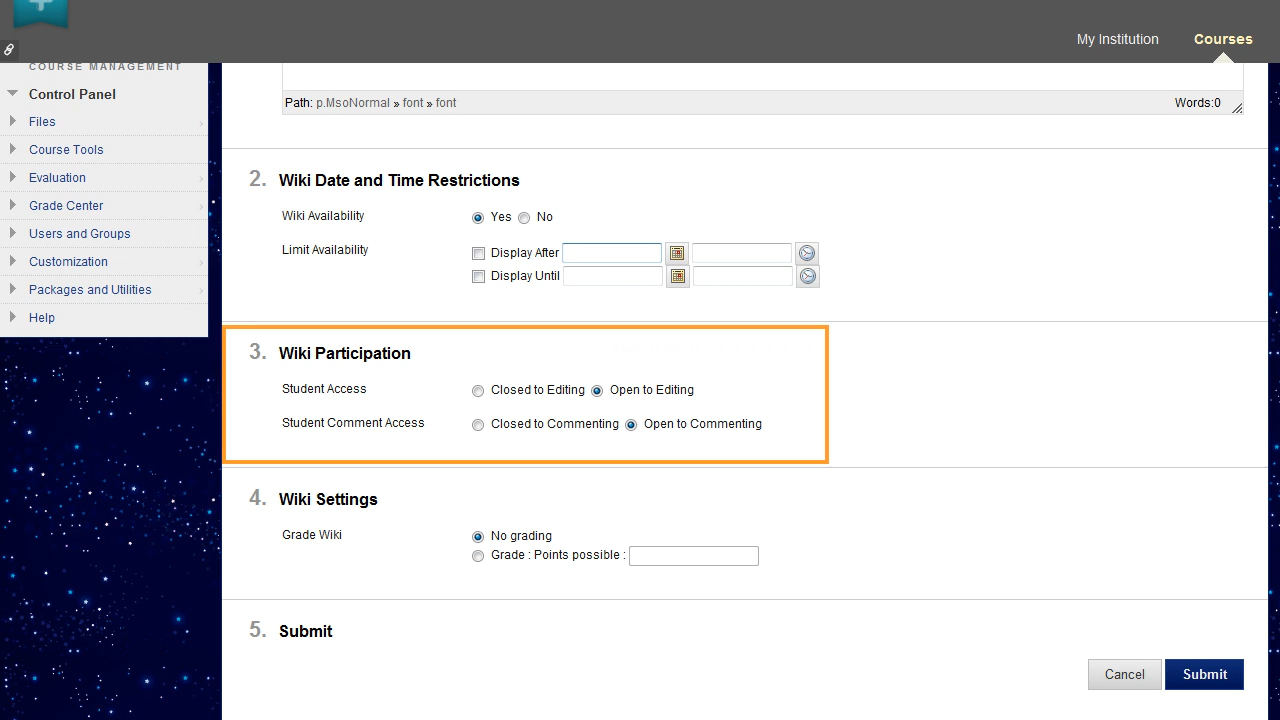 My Institution Courses
COURSE MANAGEMENT
Control Panel
Files
Course Tools
Evaluation
Grade Center
Users and Groups
Customization
Packages and Utilities
Help
Path: p.MsoNormal » font » font Words:0
2. Wiki Date and Time Restrictions
Wiki Availability Yes No
Limit Availability Display After
Display Until
3. Wiki Participation
Student Access Closed to Editing Open to Editing
Student Comment Access Closed to Commenting Open to Commenting
4. Wiki Settings
Grade Wiki No grading
Grade : Points possible :
5. Submit
Cancel Submit